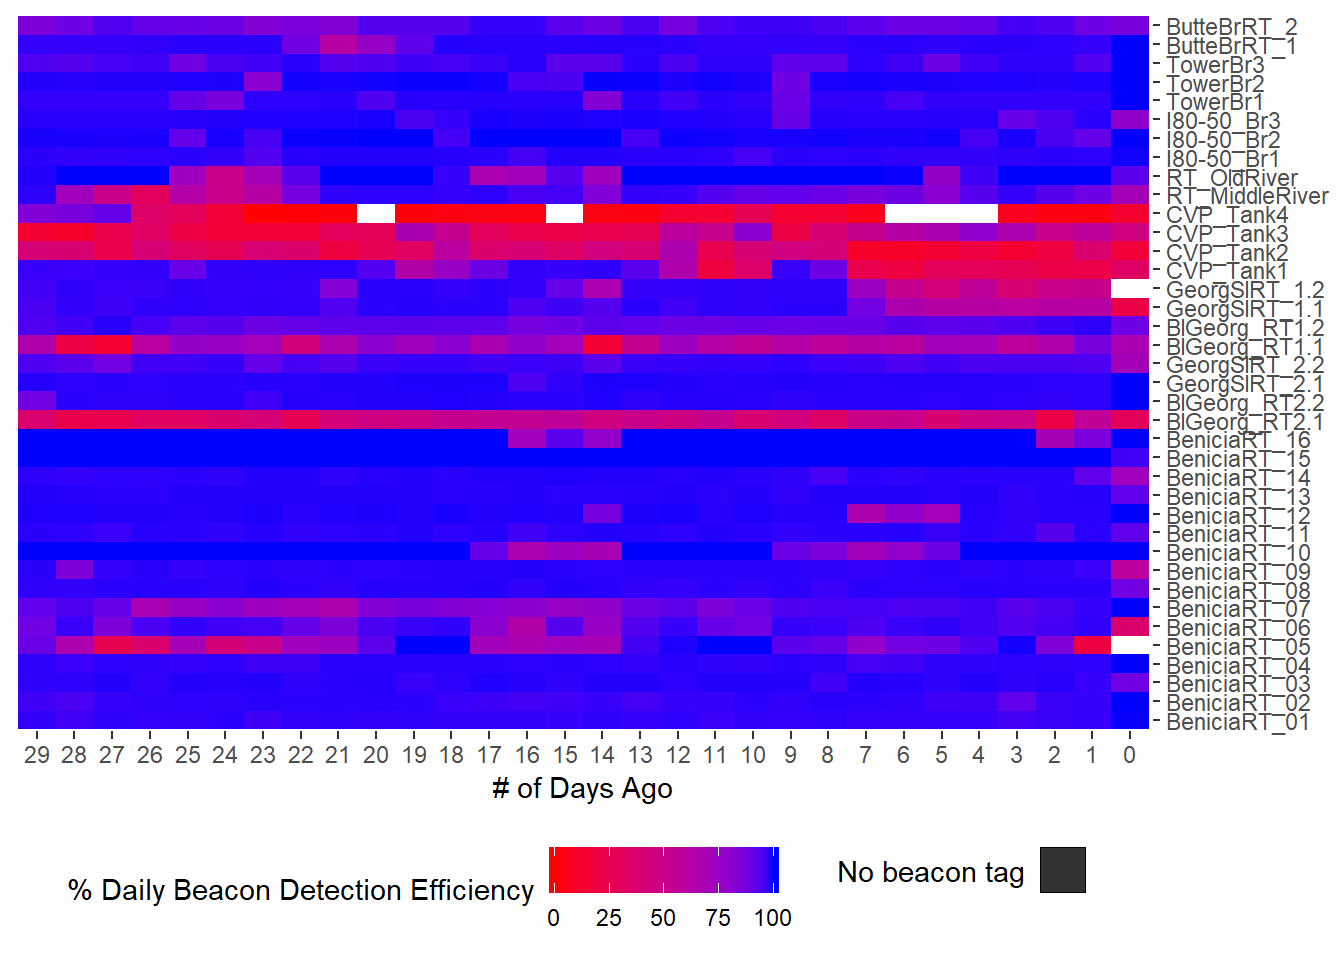 ButteBrRT_2
ButteBrRT_1
TowerBr3
TowerBr2
TowerBr1
I80-50_Br3
I80-50_Br2
I80-50_Br1
RT_OldRiver
RT_MiddleRiver
CVP_Tank4
CVP_Tank3
CVP_Tank2
CVP_Tank1
GeorgSlRT_1.2
GeorgSlRT_1.1
BlGeorg_RT1.2
BlGeorg_RT1.1
GeorgSlRT_2.2
GeorgSlRT_2.1
BlGeorg_RT2.2
BlGeorg_RT2.1
BeniciaRT_16
BeniciaRT_15
BeniciaRT_14
BeniciaRT_13
BeniciaRT_12
BeniciaRT_11
BeniciaRT_10
BeniciaRT_09
BeniciaRT_08
BeniciaRT_07
BeniciaRT_06
BeniciaRT_05
BeniciaRT_04
BeniciaRT_03
BeniciaRT_02
BeniciaRT_01
29 28 27 26 25 24 23 22 21 20 19 18 17 16 15 14 13 12 11 10 9 8 7 6 5 4 3 2 1 0
# of Days Ago
% Daily Beacon Detection Efficiency
0 25 50 75 100
No beacon tag